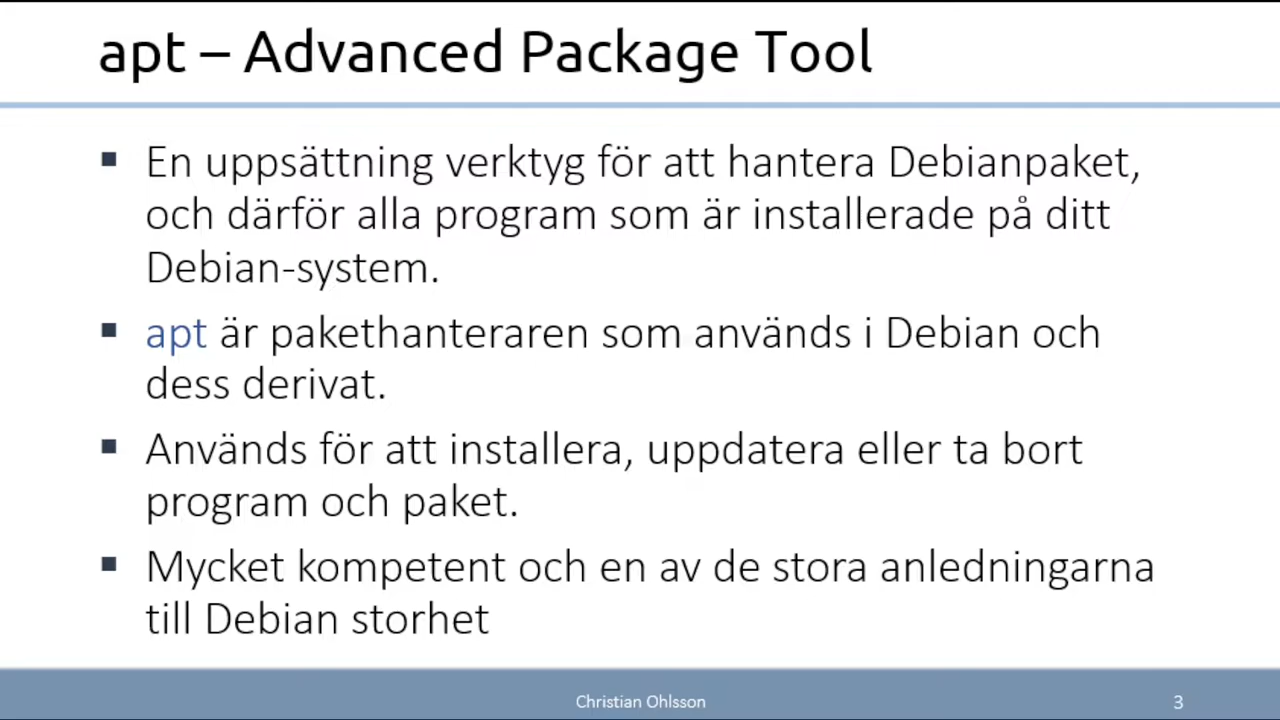 apt – Advanced Package Tool
▪ En uppsättning verktyg för att hantera Debianpaket,
och därför alla program som är installerade på ditt
Debian-system.
▪ apt är pakethanteraren som används i Debian och
dess derivat.
▪ Används för att installera, uppdatera eller ta bort
program och paket.
▪ Mycket kompetent och en av de stora anledningarna
till Debian storhet
Christian Ohlsson
3